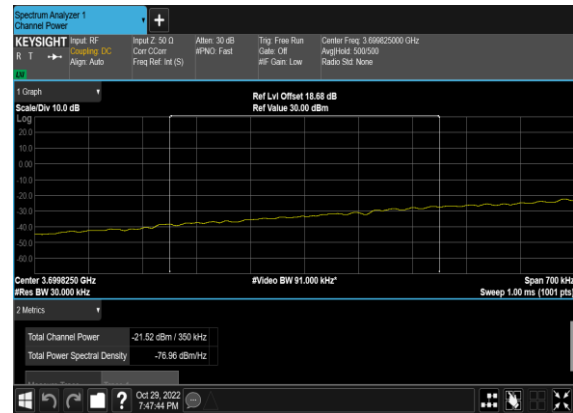 Spectrum Analyzer 1
Channel Power
+
KEYSIGHT Input: RF Input Z: 50 Ω Atten: 30 dB Trig: Free Run Center Freq: 3.699825000 GHz
R T Coupling: DC Corr CCorr #PNO: Fast Gate: Off Avg|Hold: 500/500
Align: Auto Freq Ref: Int (S) #IF Gain: Low Radio Std: None
1 Graph Ref Lvl Offset 18.68 dB
Scale/Div 10.0 dB Ref Value 30.00 dBm
Log
20.0
10.0
0.00
-10.0
-20.0
-30.0
-40.0
-50.0
-60.0
Center 3.6998250 GHz #Video BW 91.000 kHz* Span 700 kHz
#Res BW 30.000 kHz Sweep 1.00 ms (1001 pts)
2 Metrics
Total Channel Power -21.52 dBm / 350 kHz
Total Power Spectral Density -76.96 dBm/Hz
? Oct 29, 2022
7:47:44 PM